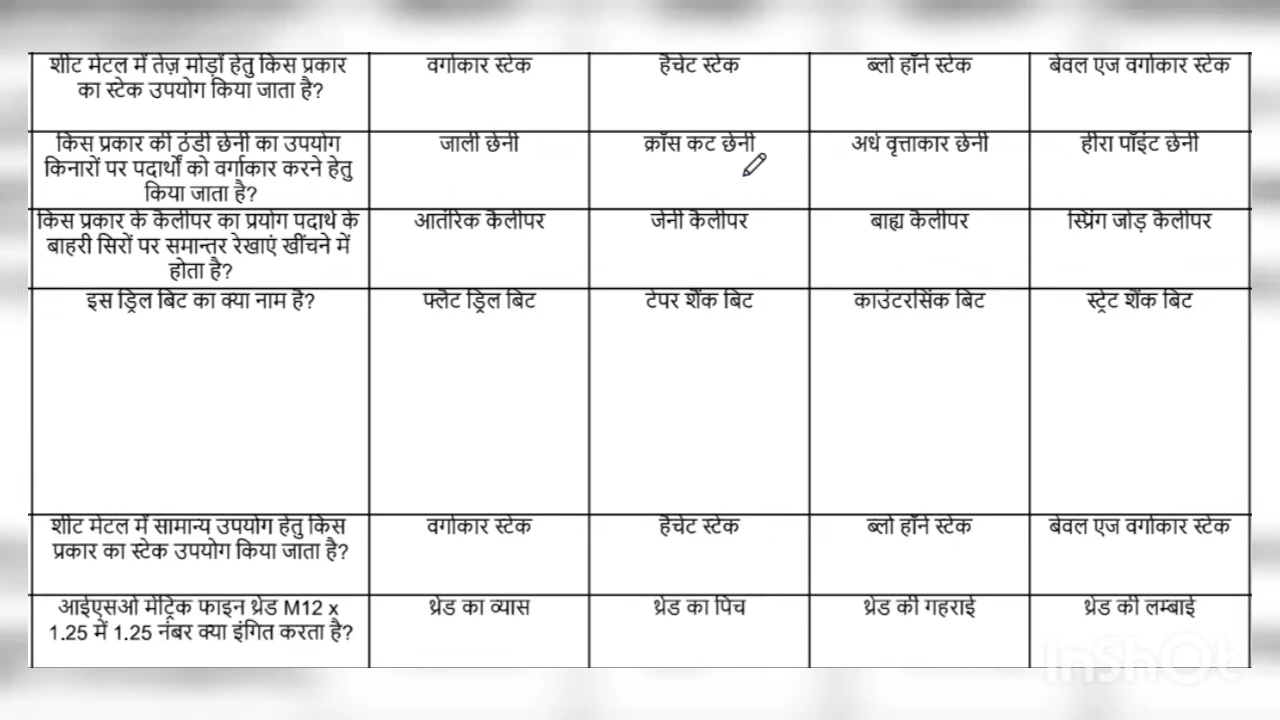 शीट मेटल में तेज़ मोड़ों हेतु किस प्रकार
का स्टेक उपयोग किया जाता है?
वर्गाकार स्टेक
हैचेट स्टेक
ब्लो हॉर्न स्टेक
बेवल एज वर्गाकार स्टेक
किस प्रकार की ठंडी छेनी का उपयोग
किनारों पर पदार्थों को वर्गाकार करने हेतु
किया जाता है?
जाली छेनी
क्रॉस कट छेनी
अर्ध वृत्ताकार छेनी
हीरा पॉइंट छेनी
किस प्रकार के कैलीपर का प्रयोग पदार्थ के
बाहरी सिरों पर समान्तर रेखाएं खींचने में
होता है?
आतंरिक कैलीपर
जेनी कैलीपर
बाह्य कैलीपर
स्प्रिंग जोड़ कैलीपर
इस ड्रिल बिट का क्या नाम है?
फ्लैट ड्रिल बिट
टेपर शैंक बिट
काउंटरसिंक बिट
स्ट्रेट शैंक बिट
शीट मेटल में सामान्य उपयोग हेतु किस
प्रकार का स्टेक उपयोग किया जाता है?
वर्गाकार स्टेक
हैचेट स्टेक
ब्लो हॉर्न स्टेक
बेवल एज वर्गाकार स्टेक
आईएसओ मेट्रिक फाइन थ्रेड M12 x
1.25 में 1.25 नंबर क्या इंगित करता है?
थ्रेड का व्यास
थ्रेड का पिच
थ्रेड की गहराई
थ्रेड की लम्बाई
InShOt